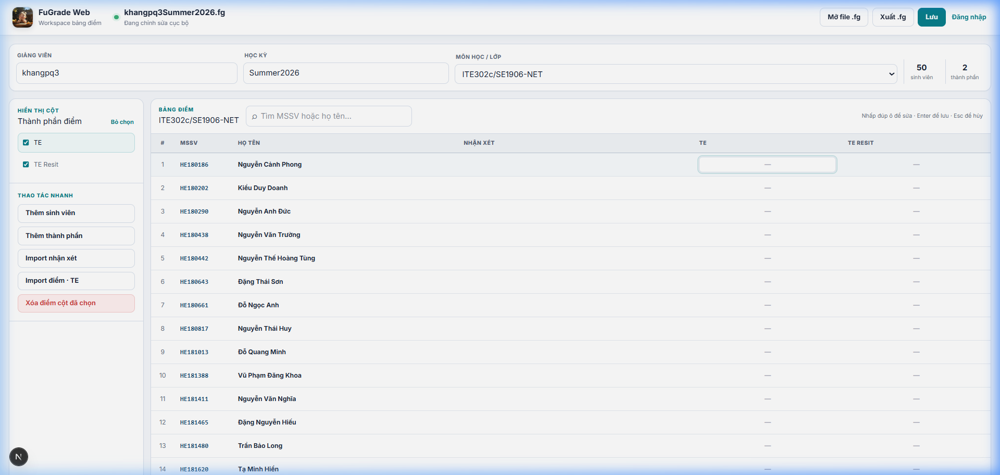 FuGrade Web
Workspace bảng điểm
khangpq3Summer2026.fg
Đang chỉnh sửa cục bộ
Mở file .fg
Xuất .fg
Lưu
Đăng nhập
GIẢNG VIÊN
khangpq3
HỌC KỲ
Summer2026
MÔN HỌC / LỚP
ITE302c/SE1906-NET
50
sinh viên
2
thành phần
HIỂN THỊ CỘT
Thành phần điểm
Bỏ chọn
TE
TE Resit
THAO TÁC NHANH
Thêm sinh viên
Thêm thành phần
Import nhận xét
Import điểm · TE
Xóa điểm cột đã chọn
BẢNG ĐIỂM
ITE302c/SE1906-NET
Tìm MSSV hoặc họ tên...
Nhấp đúp ô để sửa · Enter để lưu · Esc để hủy
# MSSV HỌ TÊN NHẬN XÉT TE TE RESIT
1 HE180186 Nguyễn Cảnh Phong — —
2 HE180202 Kiều Duy Doanh — —
3 HE180290 Nguyễn Anh Đức — —
4 HE180438 Nguyễn Văn Trường — —
5 HE180442 Nguyễn Thế Hoàng Tùng — —
6 HE180643 Đặng Thái Sơn — —
7 HE180661 Đỗ Ngọc Anh — —
8 HE180817 Nguyễn Thái Huy — —
9 HE181013 Đỗ Quang Minh — —
10 HE181388 Vũ Phạm Đăng Khoa — —
11 HE181411 Nguyễn Văn Nghĩa — —
12 HE181465 Đặng Nguyễn Hiếu — —
13 HE181480 Trần Bảo Long — —
14 HE181620 Tạ Minh Hiển — —
N